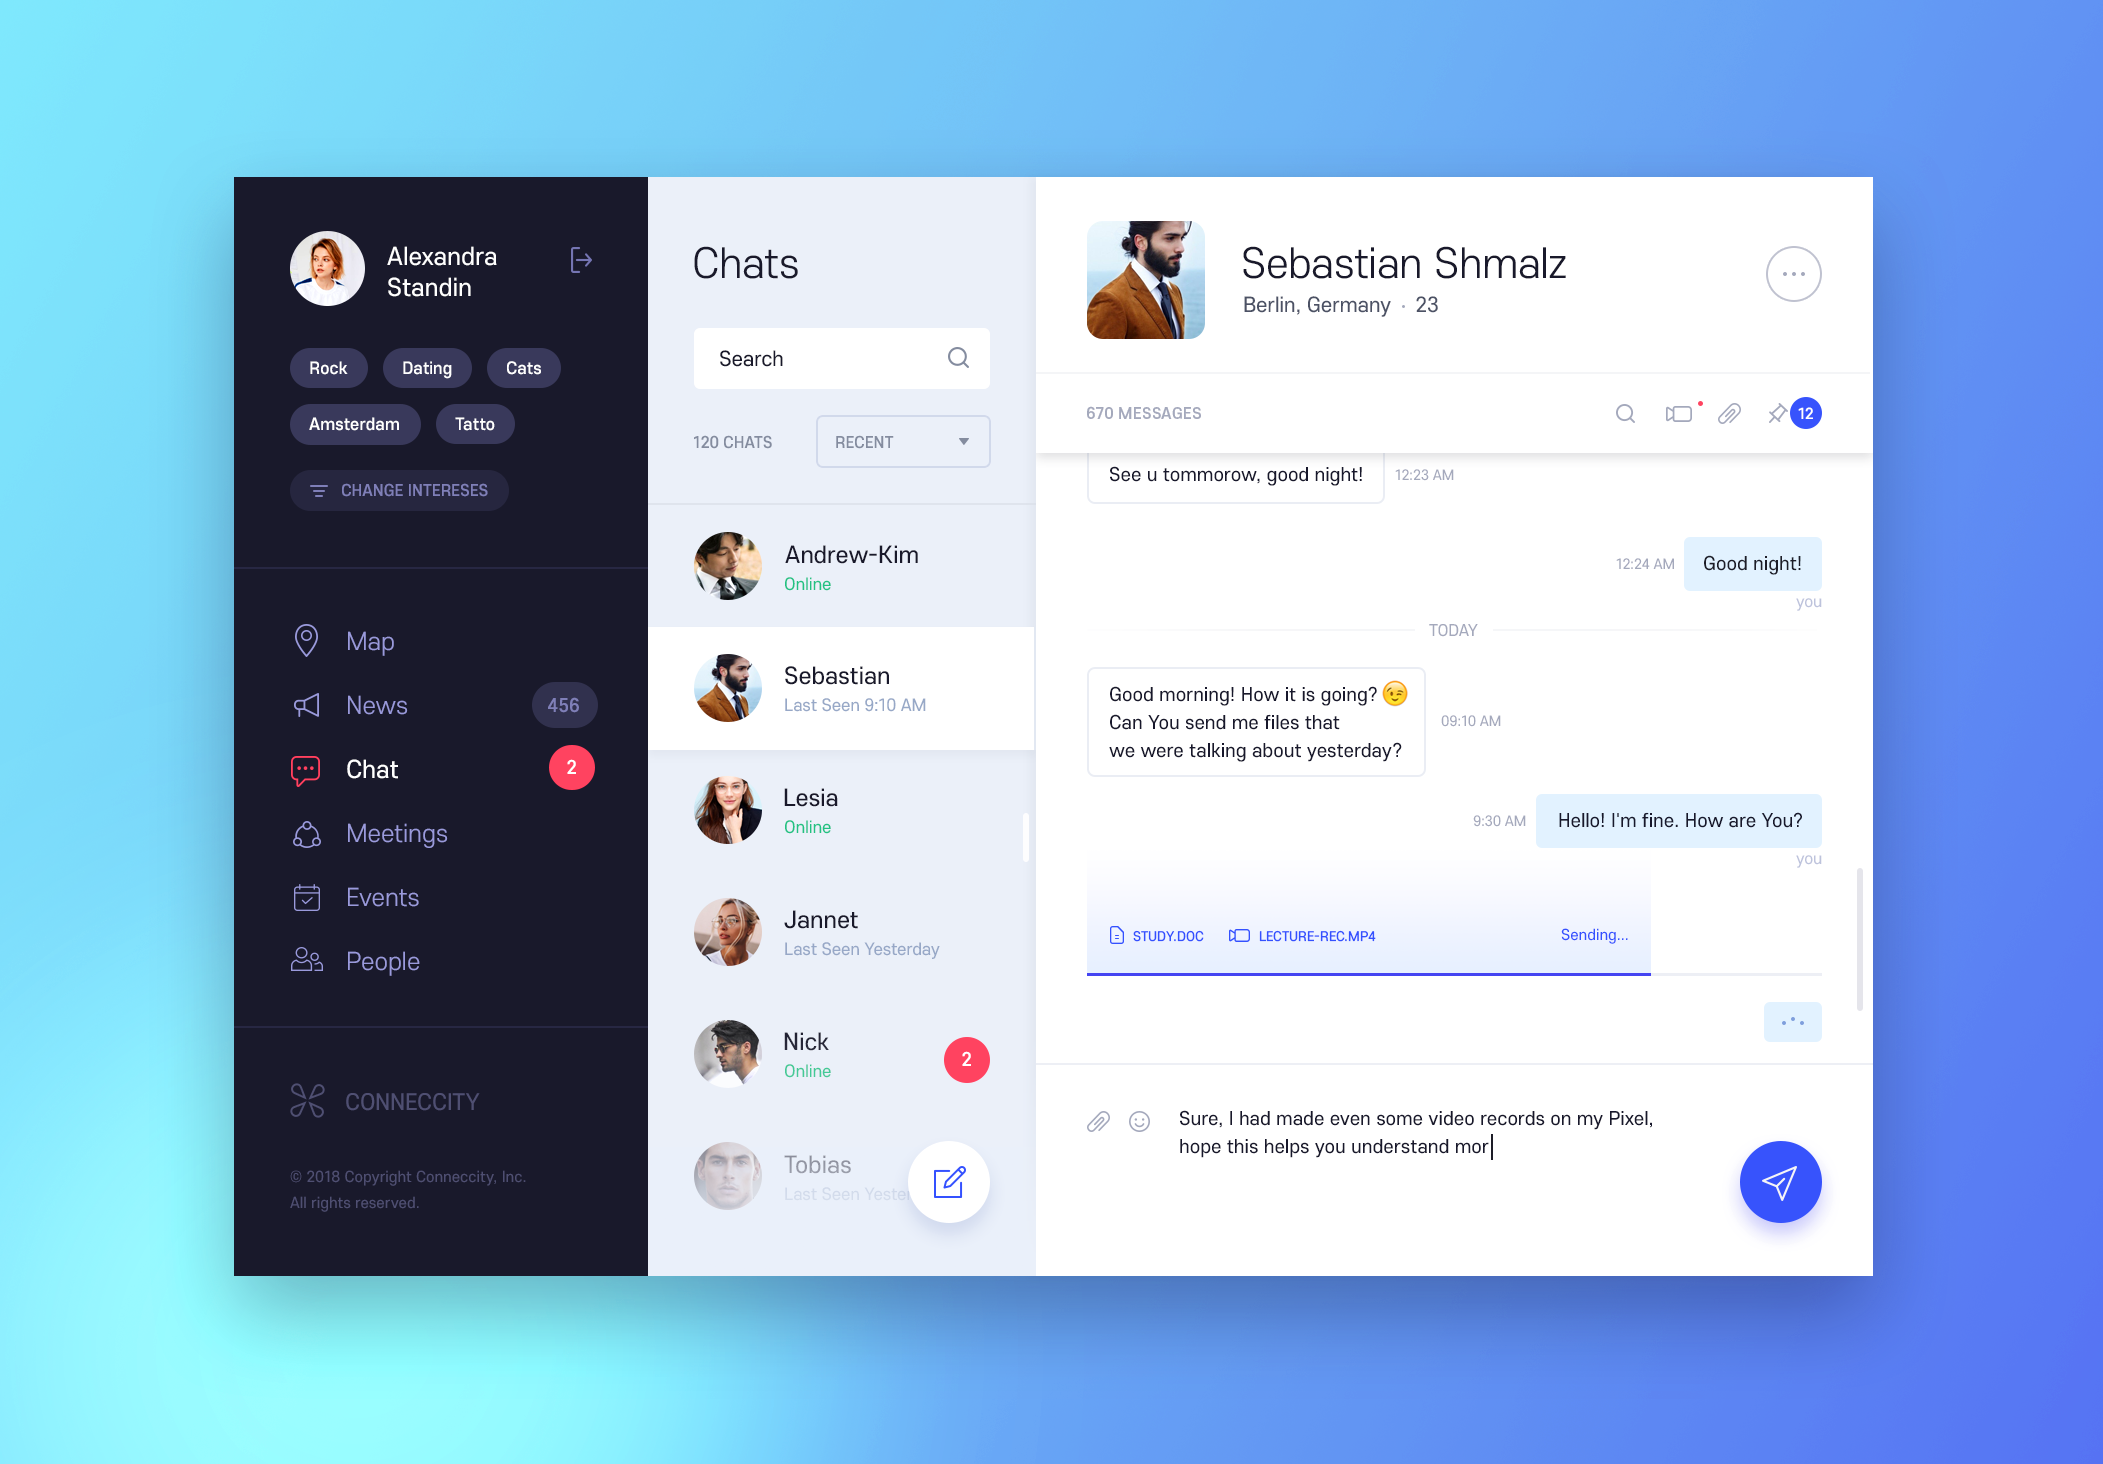 Alexandra
Standin
Rock Dating Cats
Amsterdam Tatto
CHANGE INTERESES
Map
News 456
Chat 2
Meetings
Events
People
CONNECCITY
© 2018 Copyright Conneccity, Inc.
All rights reserved.
Chats
Search
120 CHATS RECENT
Andrew-Kim
Online
Sebastian
Last Seen 9:10 AM
Lesia
Online
Jannet
Last Seen Yesterday
Nick
Online
2
Tobias
Last Seen Yester
Sebastian Shmalz
Berlin, Germany · 23
670 MESSAGES 12
See u tommorow, good night! 12:23 AM
12:24 AM Good night!
you
TODAY
Good morning! How it is going? 😉
Can You send me files that
we were talking about yesterday?
09:10 AM
9:30 AM Hello! I'm fine. How are You?
you
STUDY.DOC LECTURE-REC.MP4 Sending...
Sure, I had made even some video records on my Pixel,
hope this helps you understand mor